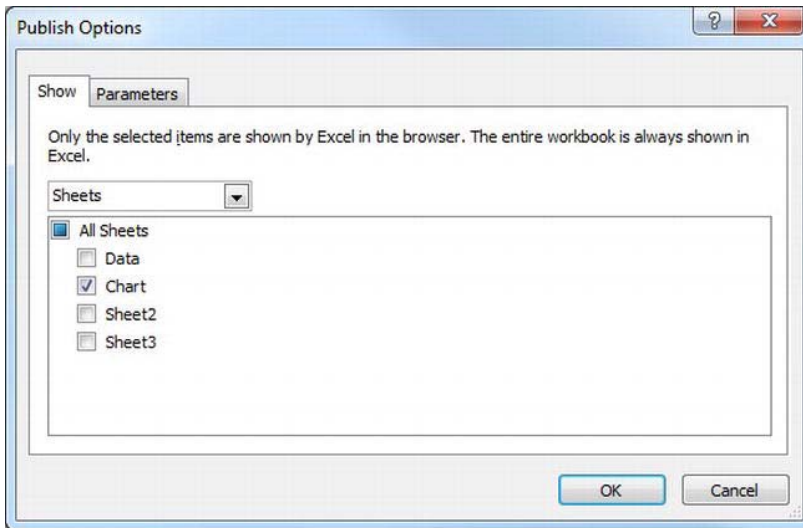 Publish Options
Show Parameters
Only the selected items are shown by Excel in the browser. The entire workbook is always shown in
Excel.
Sheets
All Sheets
Data
Chart
Sheet2
Sheet3
OK Cancel